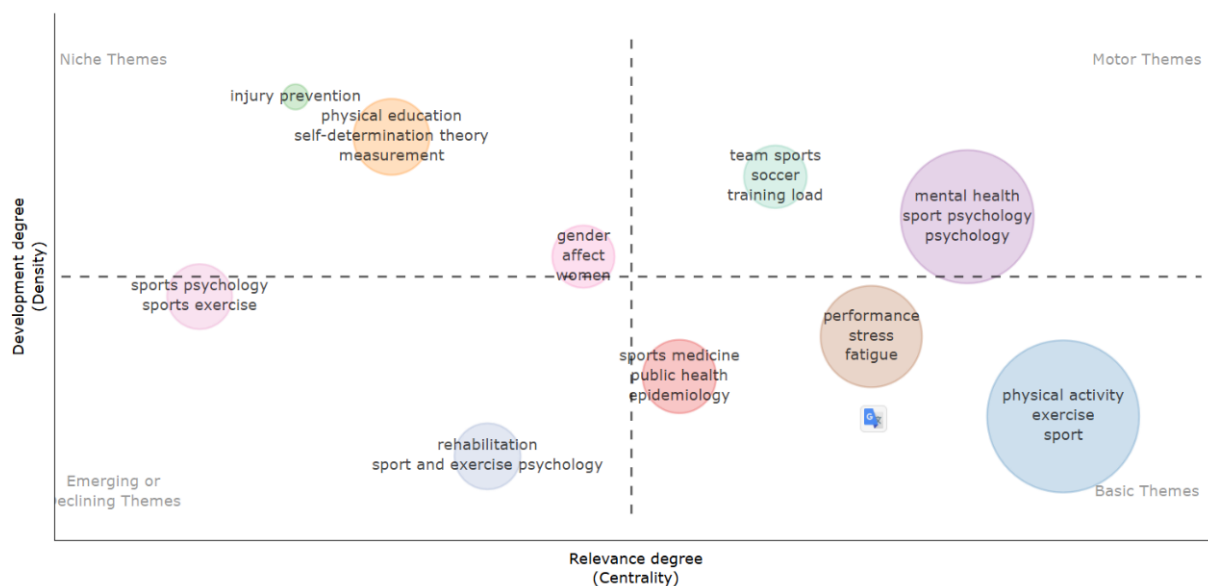 Niche Themes
Motor Themes
injury prevention
physical education
self-determination theory
measurement
team sports
soccer
training load
mental health
sport psychology
psychology
gender
affect
women
sports psychology
sports exercise
performance
stress
fatigue
sports medicine
public health
epidemiology
physical activity
exercise
sport
rehabilitation
sport and exercise psychology
Emerging or
Declining Themes
Basic Themes
Development degree
(Density)
Relevance degree
(Centrality)
G